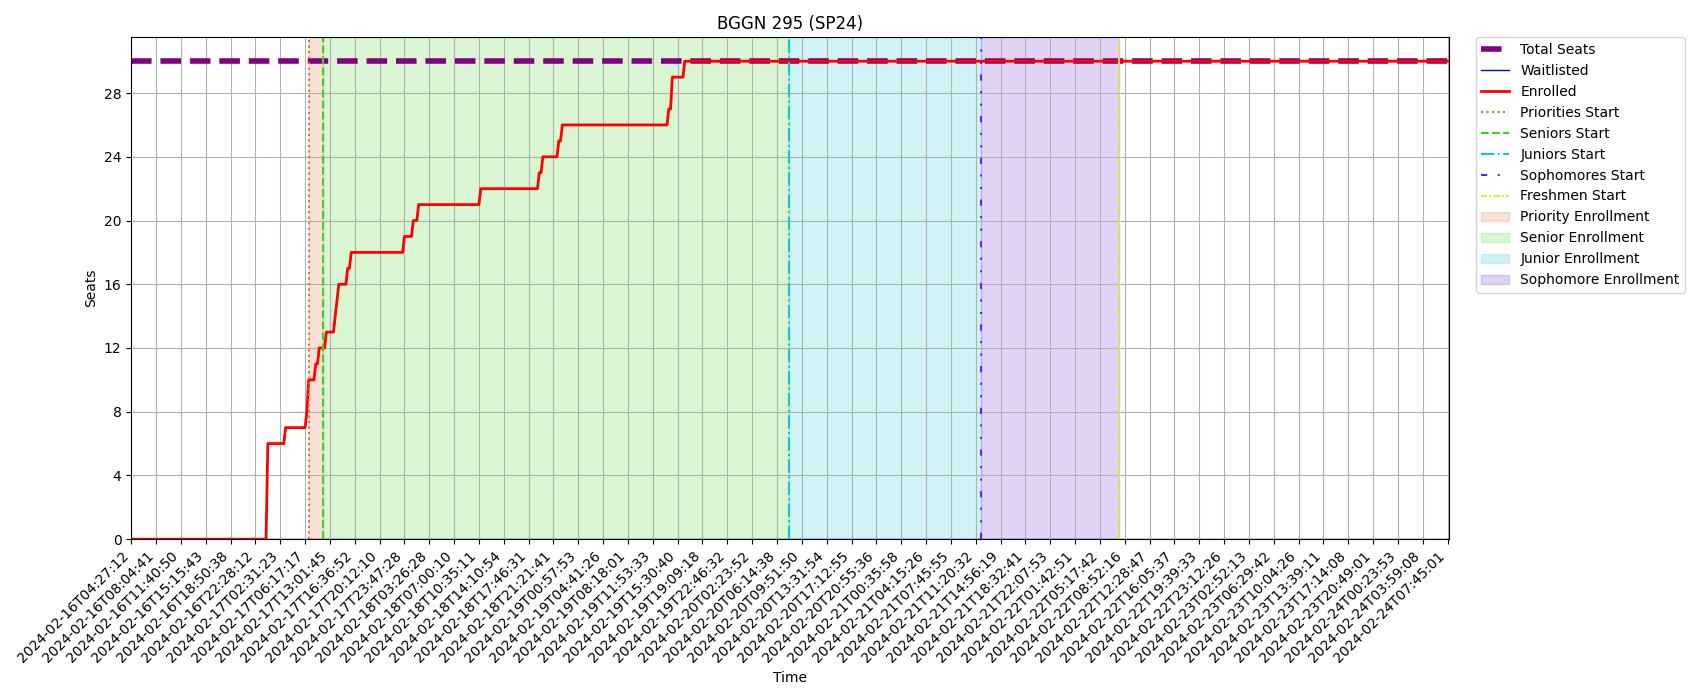 BGGN 295 (SP24)
Total Seats
Waitlisted
Enrolled
Priorities Start
Seniors Start
Juniors Start
Sophomores Start
Freshmen Start
Priority Enrollment
Senior Enrollment
Junior Enrollment
Sophomore Enrollment
Seats
28
24
20
16
12
8
4
0
2024-02-16T04:27:12
2024-02-16T08:04:41
2024-02-16T11:40:50
2024-02-16T15:15:43
2024-02-16T18:50:38
2024-02-16T22:28:12
2024-02-17T02:31:23
2024-02-17T06:17:17
2024-02-17T13:01:45
2024-02-17T16:36:52
2024-02-17T20:12:10
2024-02-17T23:47:28
2024-02-18T03:26:28
2024-02-18T07:00:10
2024-02-18T10:35:11
2024-02-18T14:10:54
2024-02-18T17:46:31
2024-02-18T21:21:41
2024-02-19T00:57:53
2024-02-19T04:41:26
2024-02-19T08:18:01
2024-02-19T11:53:33
2024-02-19T15:30:40
2024-02-19T19:09:18
2024-02-19T22:46:32
2024-02-20T02:23:52
2024-02-20T06:14:38
2024-02-20T09:51:50
2024-02-20T13:31:54
2024-02-20T17:12:55
2024-02-20T20:55:36
2024-02-21T00:35:58
2024-02-21T04:15:26
2024-02-21T07:45:55
2024-02-21T11:20:32
2024-02-21T14:56:19
2024-02-21T18:32:41
2024-02-21T22:07:53
2024-02-22T01:42:51
2024-02-22T05:17:42
2024-02-22T08:52:16
2024-02-22T12:28:47
2024-02-22T16:05:37
2024-02-22T19:39:33
2024-02-22T23:12:26
2024-02-23T02:52:13
2024-02-23T06:29:42
2024-02-23T10:04:26
2024-02-23T13:39:11
2024-02-23T17:14:08
2024-02-23T20:49:01
2024-02-24T00:23:53
2024-02-24T03:59:08
2024-02-24T07:45:01
Time